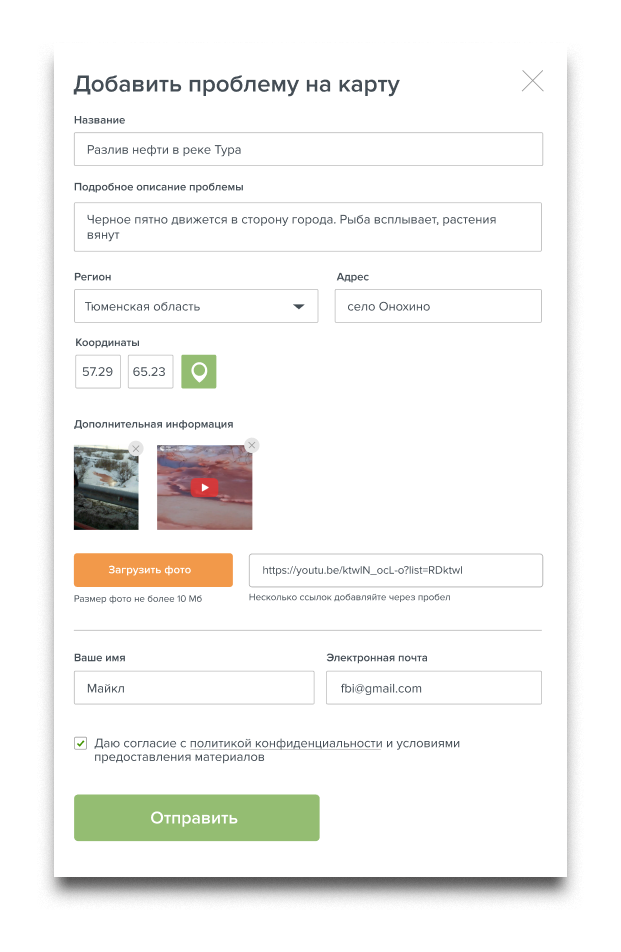 Добавить проблему на карту
Название
Разлив нефти в реке Тура
Подробное описание проблемы
Черное пятно движется в сторону города. Рыба всплывает, растения
вянут
Регион
Адрес
Тюменская область
село Онохино
Координаты
57.29
65.23
Дополнительная информация
Загрузить фото
https://youtu.be/ktwIN_ocL-o?list=RDktwI
Размер фото не более 10 Мб
Несколько ссылок добавляйте через пробел
Ваше имя
Электронная почта
Майкл
fbi@gmail.com
Даю согласие с политикой конфиденциальности и условиями
предоставления материалов
Отправить